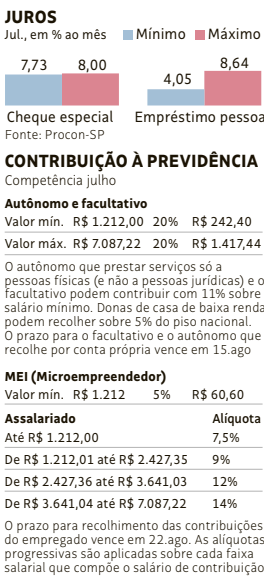 JUROS
Jul., em % ao mês Mínimo Máximo
7,73 8,00 4,05 8,64
Cheque especial Empréstimo pessoa
Fonte: Procon-SP
CONTRIBUIÇÃO À PREVIDÊNCIA
Competência julho
Autônomo e facultativo
Valor mín. R$ 1.212,00 20% R$ 242,40
Valor máx. R$ 7.087,22 20% R$ 1.417,44
O autônomo que prestar serviços só a
pessoas físicas (e não a pessoas jurídicas) e o
facultativo podem contribuir com 11% sobre
salário mínimo. Donas de casa de baixa renda
podem recolher sobre 5% do piso nacional.
O prazo para o facultativo e o autônomo que
recolhe por conta própria vence em 15.ago
MEI (Microempreendedor)
Valor mín. R$ 1.212 5% R$ 60,60
Assalariado Alíquota
Até R$ 1.212,00 7,5%
De R$ 1.212,01 até R$ 2.427,35 9%
De R$ 2.427,36 até R$ 3.641,03 12%
De R$ 3.641,04 até R$ 7.087,22 14%
O prazo para recolhimento das contribuições
do empregado vence em 22.ago. As alíquotas
progressivas são aplicadas sobre cada faixa
salarial que compõe o salário de contribuição